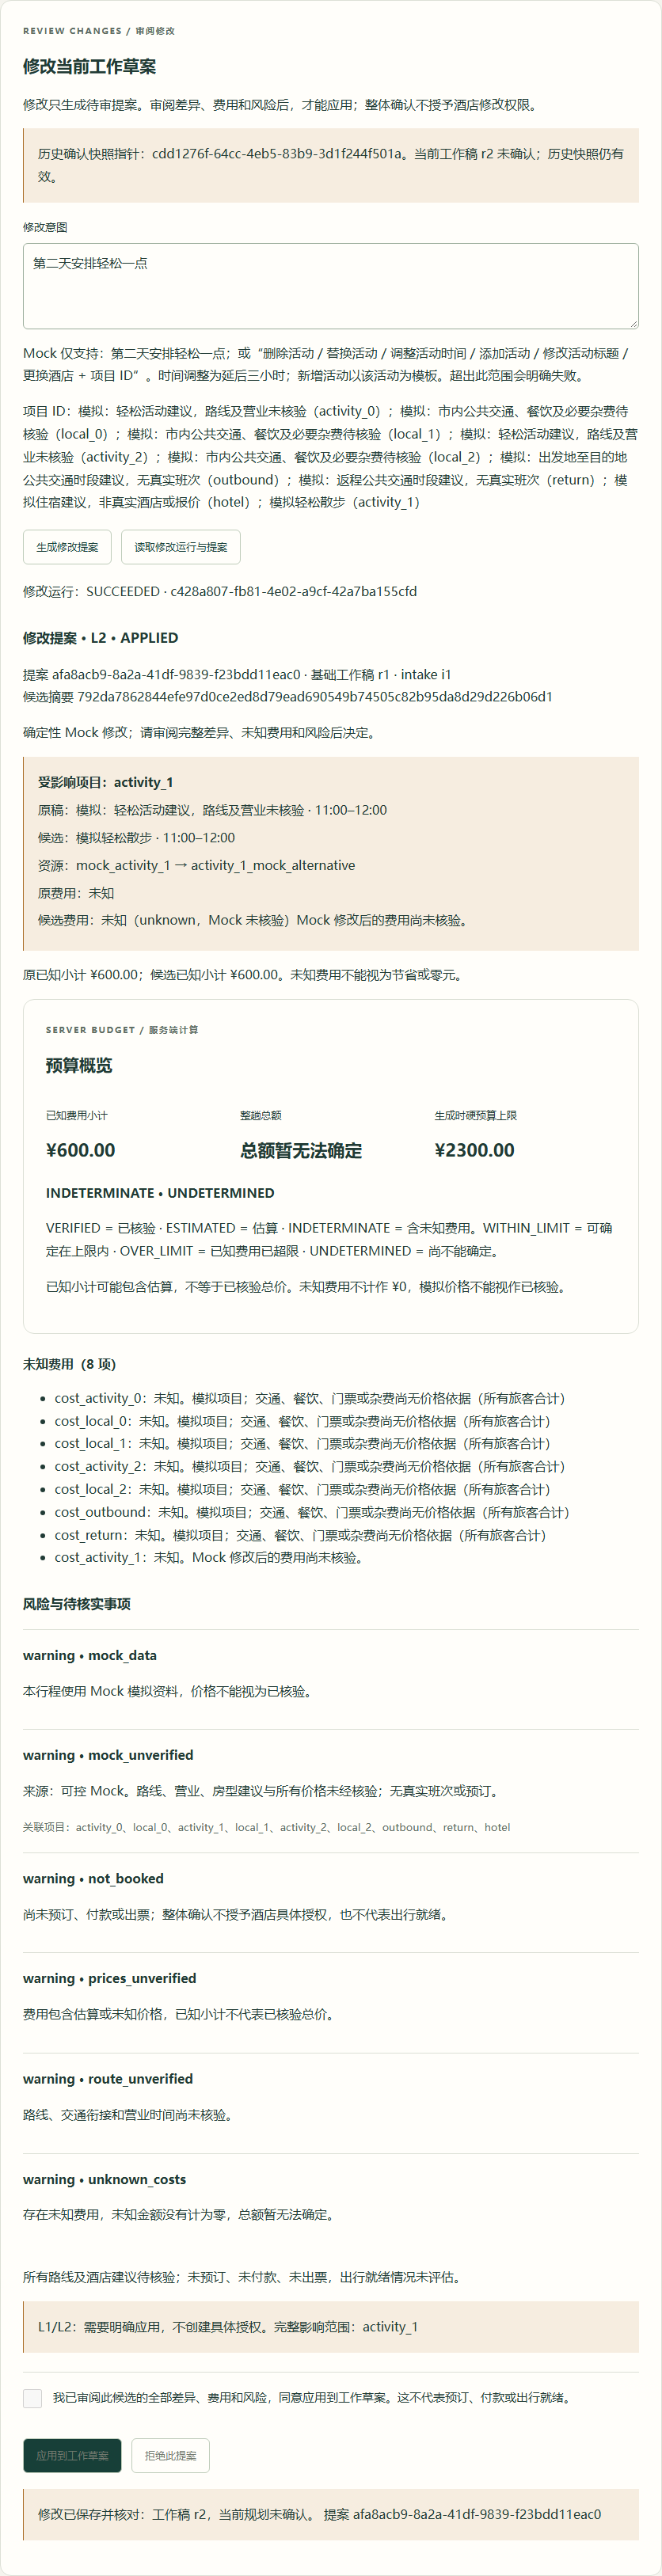 REVIEW CHANGES / 审阅修改
修改当前工作草案
修改只生成待审提案。审阅差异、费用和风险后，才能应用；整体确认不授予酒店修改权限。
历史确认快照指针：cdd1276f-64cc-4eb5-83b9-3d1f244f501a。当前工作稿 r2 未确认；历史快照仍有
效。
修改意图
第二天安排轻松一点
Mock 仅支持：第二天安排轻松一点；或“删除活动 / 替换活动 / 调整活动时间 / 添加活动 / 修改活动标题 /
更换酒店 + 项目 ID”。时间调整为延后三小时；新增活动以该活动为模板。超出此范围会明确失败。
项目 ID：模拟：轻松活动建议，路线及营业未核验（activity_0）；模拟：市内公共交通、餐饮及必要杂费待
核验（local_0）；模拟：市内公共交通、餐饮及必要杂费待核验（local_1）；模拟：轻松活动建议，路线及营
业未核验（activity_2）；模拟：市内公共交通、餐饮及必要杂费待核验（local_2）；模拟：出发地至目的地
公共交通时段建议，无真实班次（outbound）；模拟：返程公共交通时段建议，无真实班次（return）；模
拟住宿建议，非真实酒店或报价（hotel）；模拟轻松散步（activity_1）
生成修改提案
读取修改运行与提案
修改运行：SUCCEEDED · c428a807-fb81-4e02-a9cf-42a7ba155cfd
修改提案 • L2 • APPLIED
提案 afa8acb9-8a2a-41df-9839-f23bdd11eac0 · 基础工作稿 r1 · intake i1
候选摘要 792da7862844efe97d0ce2ed8d79ead690549b74505c82b95da8d29d226b06d1
确定性 Mock 修改；请审阅完整差异、未知费用和风险后决定。
受影响项目：activity_1
原稿：模拟：轻松活动建议，路线及营业未核验 · 11:00–12:00
候选：模拟轻松散步 · 11:00–12:00
资源：mock_activity_1 → activity_1_mock_alternative
原费用：未知
候选费用：未知（unknown，Mock 未核验）Mock 修改后的费用尚未核验。
原已知小计 ¥600.00；候选已知小计 ¥600.00。未知费用不能视为节省或零元。
SERVER BUDGET / 服务端计算
预算概览
已知费用小计
整趟总额
生成时硬预算上限
¥600.00
总额暂无法确定
¥2300.00
INDETERMINATE • UNDETERMINED
VERIFIED = 已核验 · ESTIMATED = 估算 · INDETERMINATE = 含未知费用。WITHIN_LIMIT = 可确
定在上限内 · OVER_LIMIT = 已知费用已超限 · UNDETERMINED = 尚不能确定。
已知小计可能包含估算，不等于已核验总价。未知费用不计作 ¥0，模拟价格不能视作已核验。
未知费用（8 项）
• cost_activity_0：未知。模拟项目；交通、餐饮、门票或杂费尚无价格依据（所有旅客合计）
• cost_local_0：未知。模拟项目；交通、餐饮、门票或杂费尚无价格依据（所有旅客合计）
• cost_local_1：未知。模拟项目；交通、餐饮、门票或杂费尚无价格依据（所有旅客合计）
• cost_activity_2：未知。模拟项目；交通、餐饮、门票或杂费尚无价格依据（所有旅客合计）
• cost_local_2：未知。模拟项目；交通、餐饮、门票或杂费尚无价格依据（所有旅客合计）
• cost_outbound：未知。模拟项目；交通、餐饮、门票或杂费尚无价格依据（所有旅客合计）
• cost_return：未知。模拟项目；交通、餐饮、门票或杂费尚无价格依据（所有旅客合计）
• cost_activity_1：未知。Mock 修改后的费用尚未核验。
风险与待核实事项
warning • mock_data
本行程使用 Mock 模拟资料，价格不能视为已核验。
warning • mock_unverified
来源：可控 Mock。路线、营业、房型建议与所有价格未经核验；无真实班次或预订。
关联项目：activity_0、local_0、activity_1、local_1、activity_2、local_2、outbound、return、hotel
warning • not_booked
尚未预订、付款或出票；整体确认不授予酒店具体授权，也不代表出行就绪。
warning • prices_unverified
费用包含估算或未知价格，已知小计不代表已核验总价。
warning • route_unverified
路线、交通衔接和营业时间尚未核验。
warning • unknown_costs
存在未知费用，未知金额没有计为零，总额暂无法确定。
所有路线及酒店建议待核验；未预订、未付款、未出票，出行就绪情况未评估。
L1/L2：需要明确应用，不创建具体授权。完整影响范围：activity_1
我已审阅此候选的全部差异、费用和风险，同意应用到工作草案。这不代表预订、付款或出行就绪。
应用到工作草案
拒绝此提案
修改已保存并核对：工作稿 r2，当前规划未确认。 提案 afa8acb9-8a2a-41df-9839-f23bdd11eac0